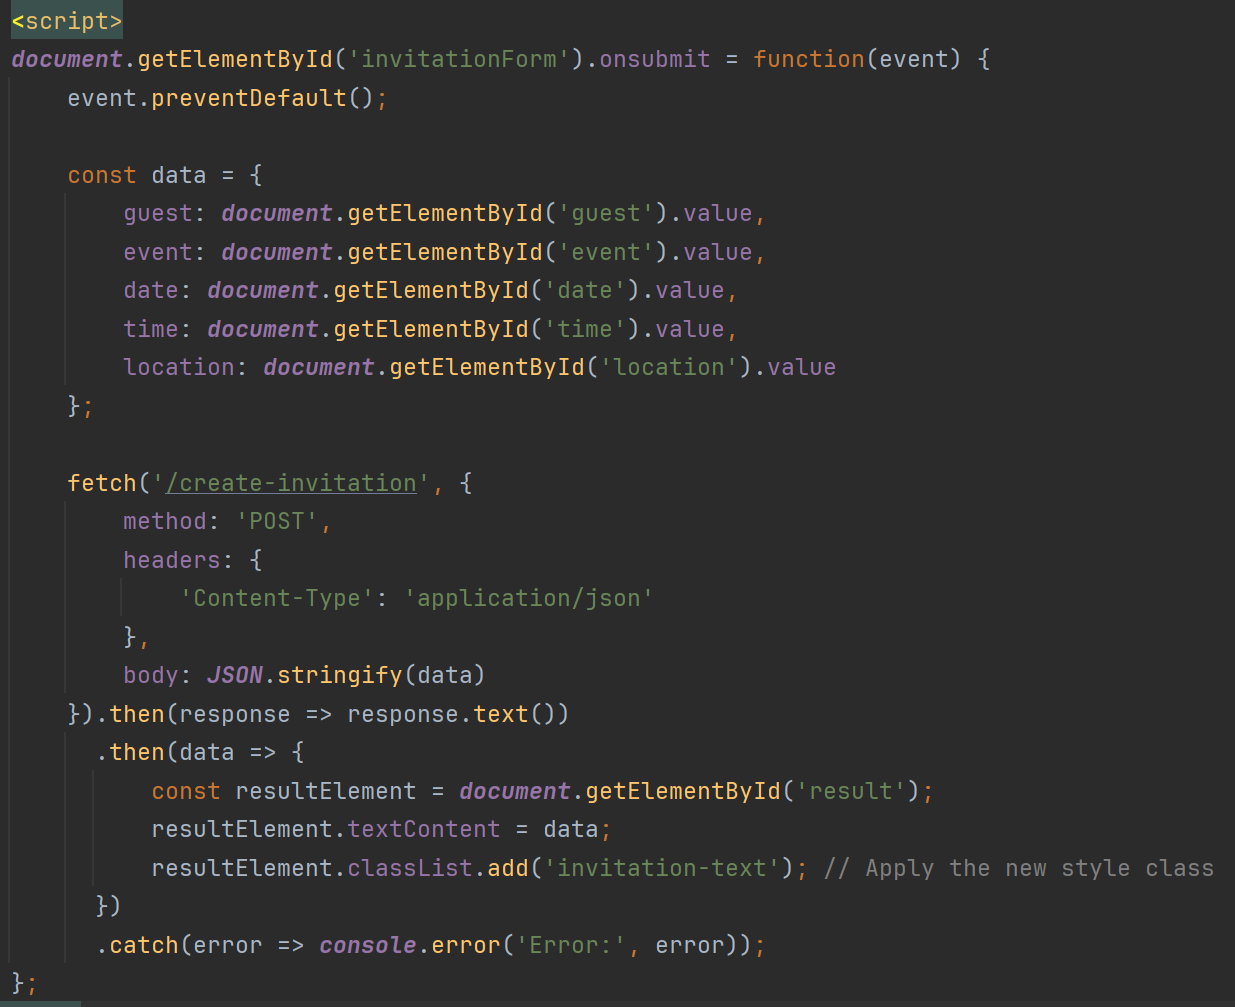 <script>
document.getElementById('invitationForm').onsubmit = function(event) {
    event.preventDefault();

    const data = {
        guest: document.getElementById('guest').value,
        event: document.getElementById('event').value,
        date: document.getElementById('date').value,
        time: document.getElementById('time').value,
        location: document.getElementById('location').value
    };

    fetch('/create-invitation', {
        method: 'POST',
        headers: {
            'Content-Type': 'application/json'
        },
        body: JSON.stringify(data)
    }).then(response => response.text())
      .then(data => {
          const resultElement = document.getElementById('result');
          resultElement.textContent = data;
          resultElement.classList.add('invitation-text'); // Apply the new style class
      })
      .catch(error => console.error('Error:', error));
};